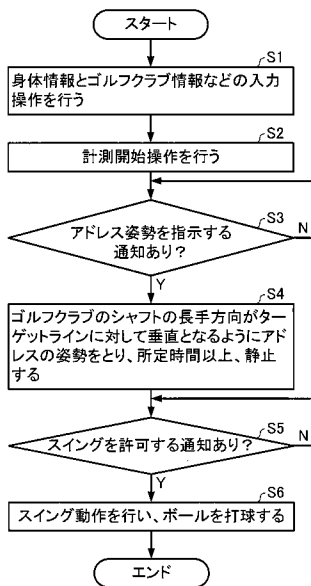 スタート
S1
身体情報とゴルフクラブ情報などの入力
操作を行う
S2
計測開始操作を行う
S3
アドレス姿勢を指示する
通知あり?
N
Y
S4
ゴルフクラブのシャフトの長手方向がター
ゲットラインに対して垂直となるようにアド
レスの姿勢をとり、所定時間以上、静止
する
S5
スイングを許可する通知あり?
N
Y
S6
スイング動作を行い、ボールを打球する
エンド